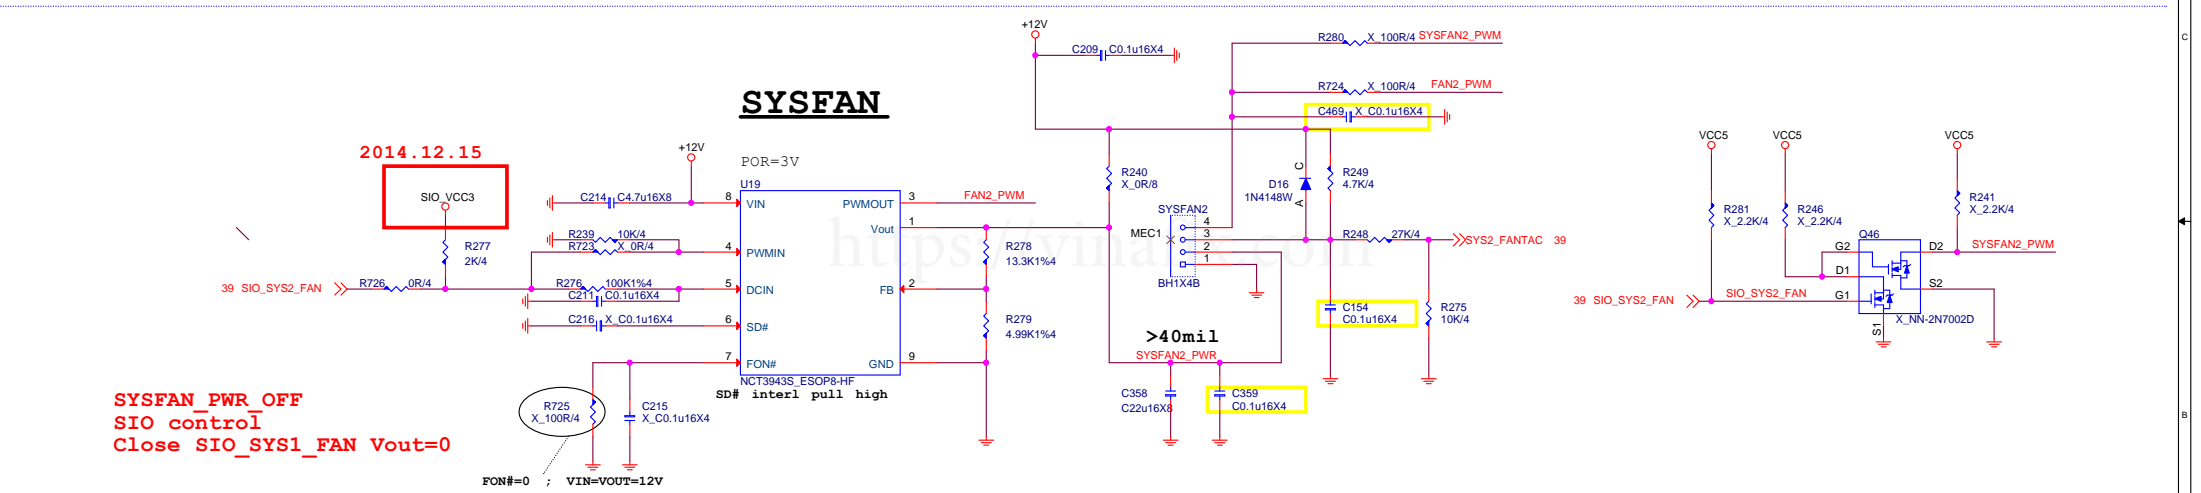 +12V
C209 C0.1u16X4
R280 X_100R/4 SYSFAN2_PWM
C
SYSFAN
R724 X_100R/4 FAN2_PWM
C469 X_C0.1u16X4
2014.12.15
+12V
POR=3V
SIO_VCC3
R277
2K/4
39 SIO_SYS2_FAN
R726 0R/4
C214 C4.7u16X8
R239 10K/4
R723 X_0R/4
R276 100K1%4
C211 C0.1u16X4
C216 X_C0.1u16X4
U19
8 VIN
4 PWMIN
5 DCIN
6 SD#
7 FON#
PWMOUT 3
Vout 1
FB 2
GND 9
NCT3943S_ESOP8-HF
SD# interl pull high
FAN2_PWM
R278
13.3K1%4
R279
4.99K1%4
R240
X_0R/8
D16
1N4148W
C
A
R249
4.7K/4
SYSFAN2
MEC1
4
3
2
1
BH1X4B
R248 27K/4
SYS2_FANTAC 39
C154
C0.1u16X4
R275
10K/4
>40mil
SYSFAN2_PWR
C358
C22u16X8
C359
C0.1u16X4
R725
X_100R/4
C215
X_C0.1u16X4
FON#=0 ; VIN=VOUT=12V
SYSFAN_PWR_OFF
SIO control
Close SIO_SYS1_FAN Vout=0
VCC5
VCC5
VCC5
R281
X_2.2K/4
R246
X_2.2K/4
R241
X_2.2K/4
Q46
G2
D1
G1
S1
D2
S2
SYSFAN2_PWM
39 SIO_SYS2_FAN
SIO_SYS2_FAN
X_NN-2N7002D
B